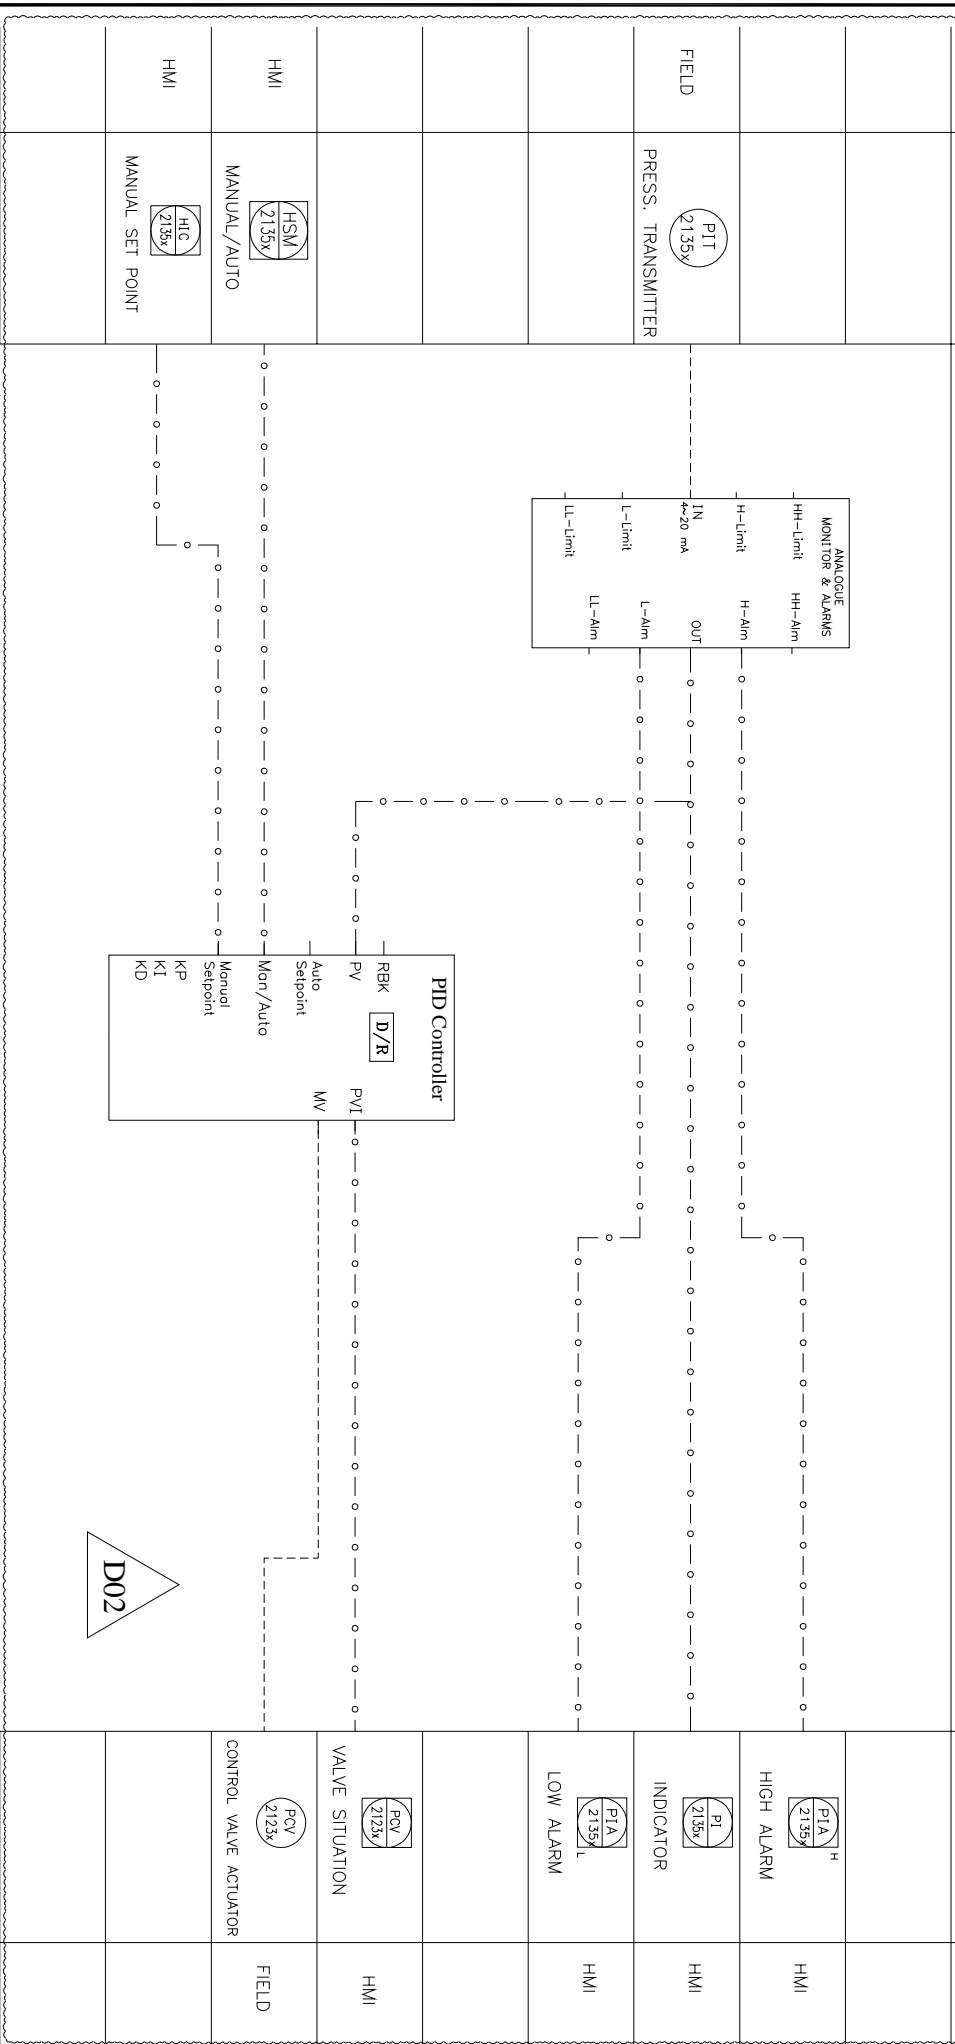 FIELD
PIT
2135x
PRESS. TRANSMITTER
HMI
HSM
2135x
MANUAL/AUTO
HMI
HIC
2135x
MANUAL SET POINT
ANALOGUE
MONITOR & ALARMS
HH-Limit
HH-Alm
H-Limit
H-Alm
IN
4~20 mA
OUT
L-Limit
L-Alm
LL-Limit
LL-Alm
PID Controller
RBK
D/R
PV
PVI
Auto
Setpoint
MV
Man/Auto
Manual
Setpoint
KP
KI
KD
D02
PIA
2135x
H
HIGH ALARM
HMI
PI
2135x
INDICATOR
HMI
PIA
2135x
L
LOW ALARM
HMI
PCV
2123x
VALVE SITUATION
HMI
PCV
2123x
CONTROL VALVE ACTUATOR
FIELD